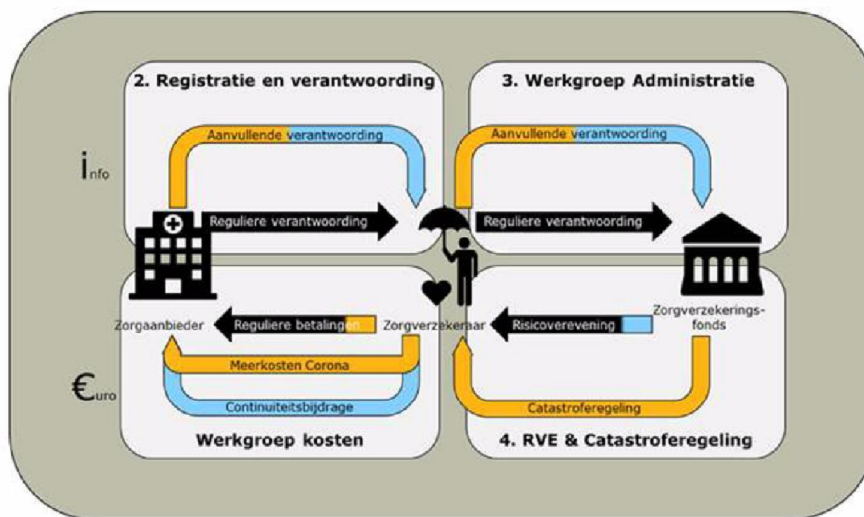 2. Registratie en verantwoording
3. Werkgroep Administratie
Aanvullende verantwoording
Aanvullende verantwoording
info
Reguliere verantwoording
Reguliere verantwoording
Zorgaanbieder
Reguliere betalingen
Zorgverzekeraar
Risicoverevening
Zorgverzekerings-
fonds
Meerkosten Corona
€uro
Continuiteitsbijdrage
Catastroferegeling
Werkgroep kosten
4. RVE & Catastroferegeling